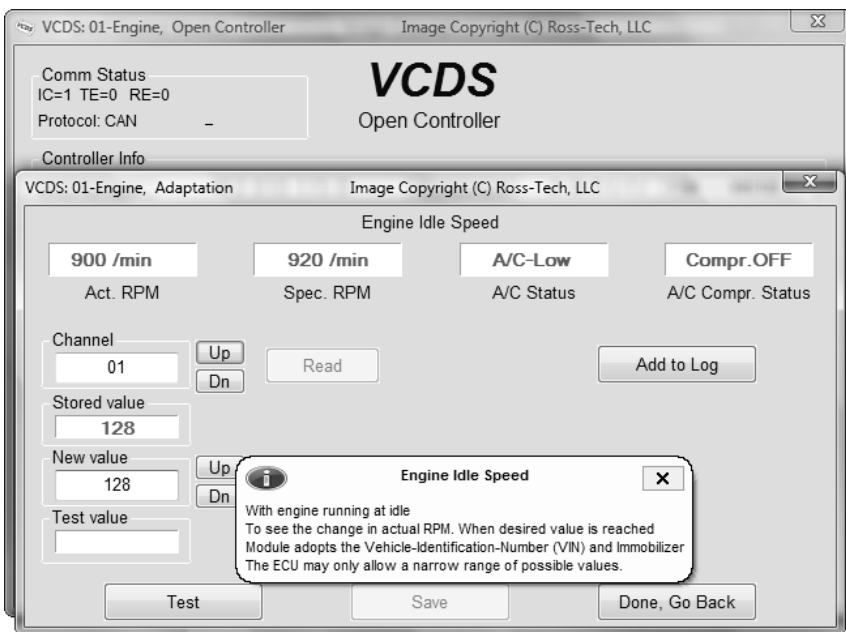 VCDS: 01-Engine, Open Controller Image Copyright (C) Ross-Tech, LLC
Comm Status
IC=1 TE=0 RE=0
Protocol: CAN –
VCDS
Open Controller
Controller Info
VCDS: 01-Engine, Adaptation Image Copyright (C) Ross-Tech, LLC
Engine Idle Speed
900 /min 920 /min A/C-Low Compr.OFF
Act. RPM Spec. RPM A/C Status A/C Compr. Status
Channel
01 Up Dn Read Add to Log
Stored value
128
New value
128 Up Dn
Test value
Engine Idle Speed
With engine running at idle
To see the change in actual RPM. When desired value is reached
Module adopts the Vehicle-Identification-Number (VIN) and Immobilizer
The ECU may only allow a narrow range of possible values.
Test Save Done, Go Back